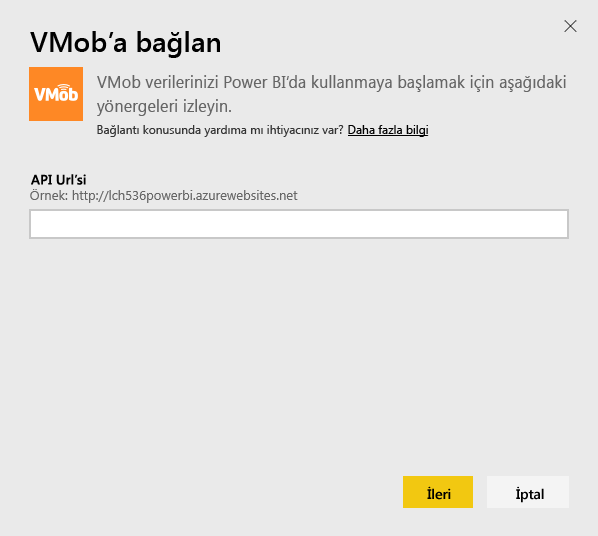 VMob’a bağlan
VMob
VMob verilerinizi Power BI’da kullanmaya başlamak için aşağıdaki
yönergeleri izleyin.
Bağlantı konusunda yardıma mı ihtiyacınız var? Daha fazla bilgi
API Url’si
Örnek: http://lch536powerbi.azurewebsites.net
İleri
İptal